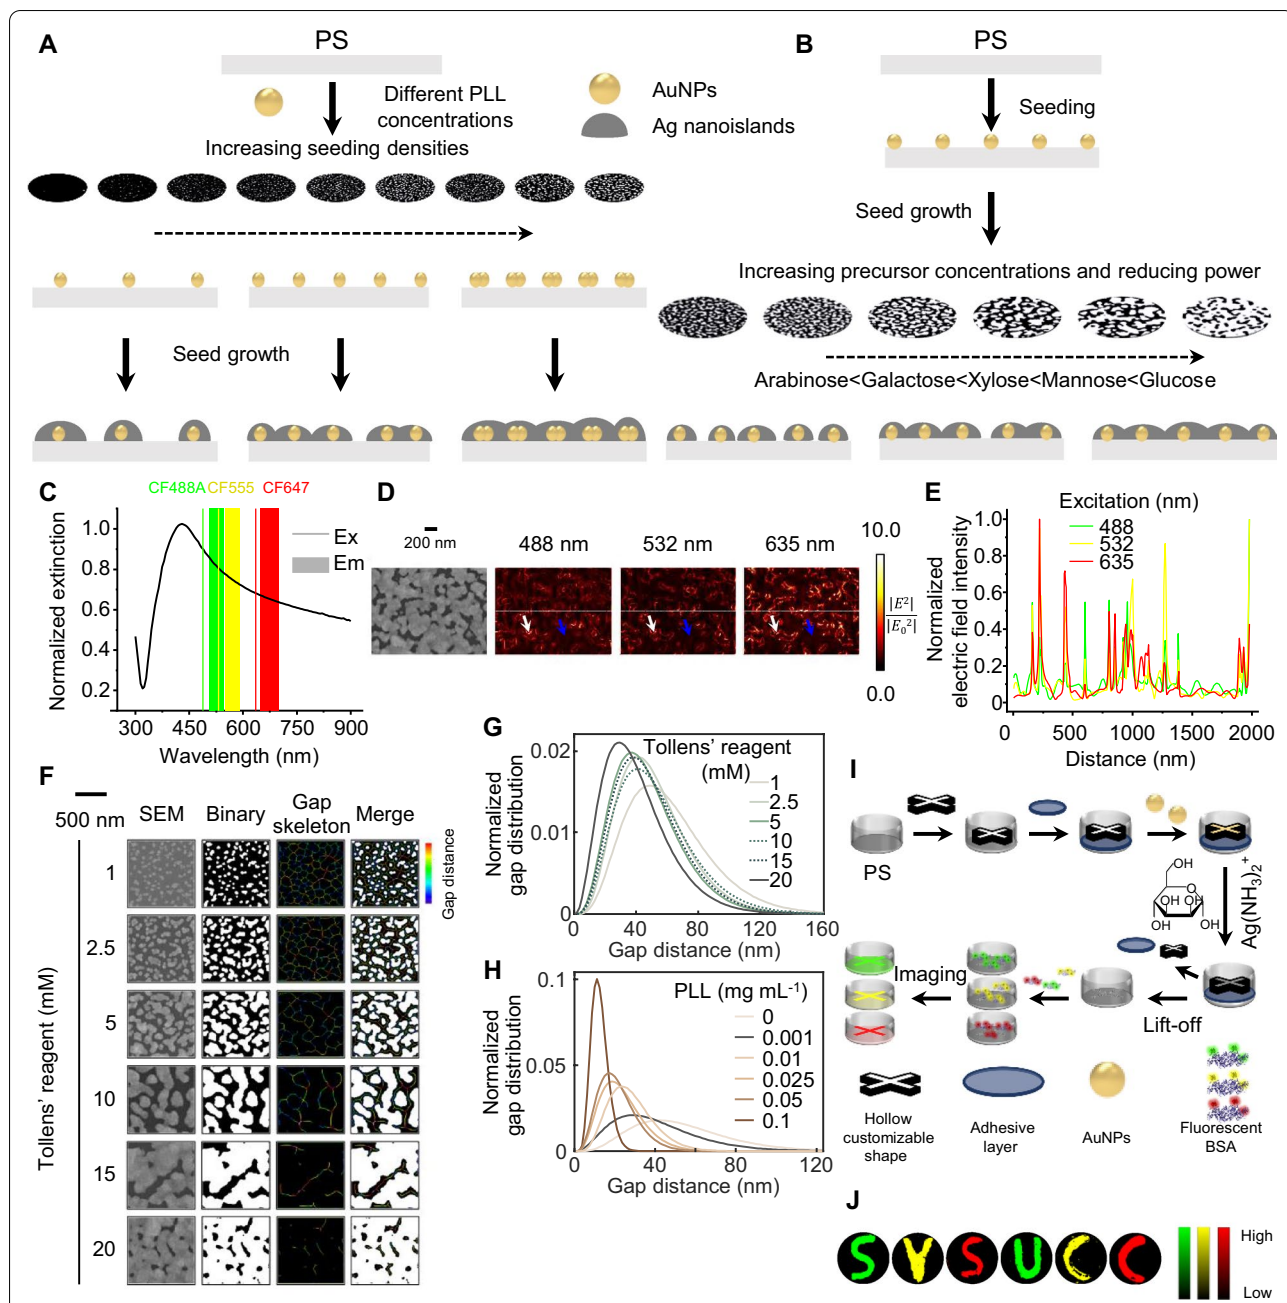 A
PS
Different PLL
concentrations
AuNPs
Ag nanoislands
Increasing seeding densities
Seed growth
B
PS
Seeding
Seed growth
Increasing precursor concentrations and reducing power
Arabinose<Galactose<Xylose<Mannose<Glucose
C
CF488A CF555 CF647
Normalized extinction
1.0
0.8
0.6
0.4
0.2
Ex
Em
300 450 600 750 900
Wavelength (nm)
D
200 nm
488 nm
532 nm
635 nm
10.0
|E²|
|E₀²|
0.0
E
Excitation (nm)
488
532
635
Normalized
electric field intensity
1.0
0.8
0.6
0.4
0.2
0
0 500 1000 1500 2000
Distance (nm)
F
500 nm
SEM
Binary
Gap
skeleton
Merge
Gap distance
Tollens' reagent (mM)
1
2.5
5
10
15
20
G
Normalized
gap distribution
0.02
0.01
0
Tollens' reagent
(mM)
1
2.5
5
10
15
20
0 40 80 120 160
Gap distance (nm)
H
Normalized
gap distribution
0.1
0.05
0
PLL (mg mL⁻¹)
0
0.001
0.01
0.025
0.05
0.1
0 40 80 120
Gap distance (nm)
I
PS
OH
OH
OH OH
OH OH
Ag(NH₃)₂⁺
Lift-off
Imaging
Hollow
customizable
shape
Adhesive
layer
AuNPs
Fluorescent
BSA
J
S Y S U C C
High
Low